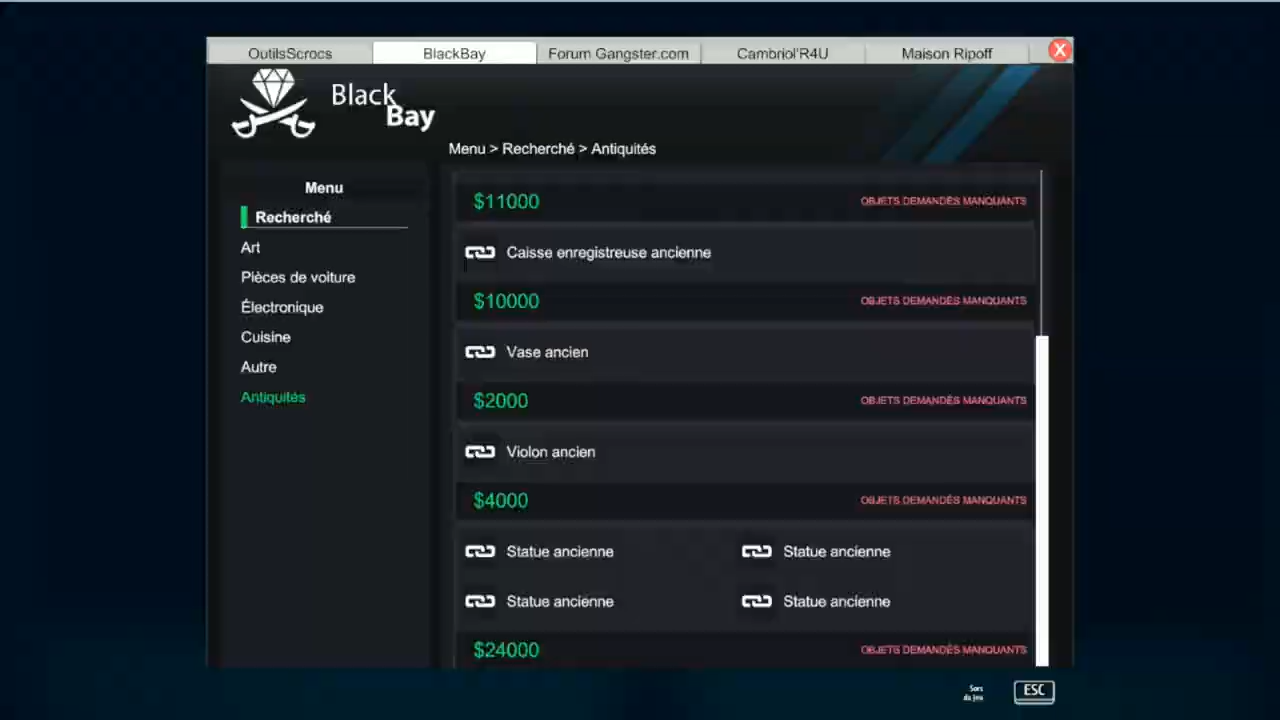 OutilsScrocs BlackBay Forum Gangster.com Cambriol'R4U Maison Ripoff X
Black
Bay
Menu > Recherché > Antiquités
Menu
Recherché
Art
Pièces de voiture
Électronique
Cuisine
Autre
Antiquités
$11000 OBJETS DEMANDÉS MANQUANTS
Caisse enregistreuse ancienne
$10000 OBJETS DEMANDÉS MANQUANTS
Vase ancien
$2000 OBJETS DEMANDÉS MANQUANTS
Violon ancien
$4000 OBJETS DEMANDÉS MANQUANTS
Statue ancienne Statue ancienne
Statue ancienne Statue ancienne
$24000 OBJETS DEMANDÉS MANQUANTS
Sors
du jeu
ESC